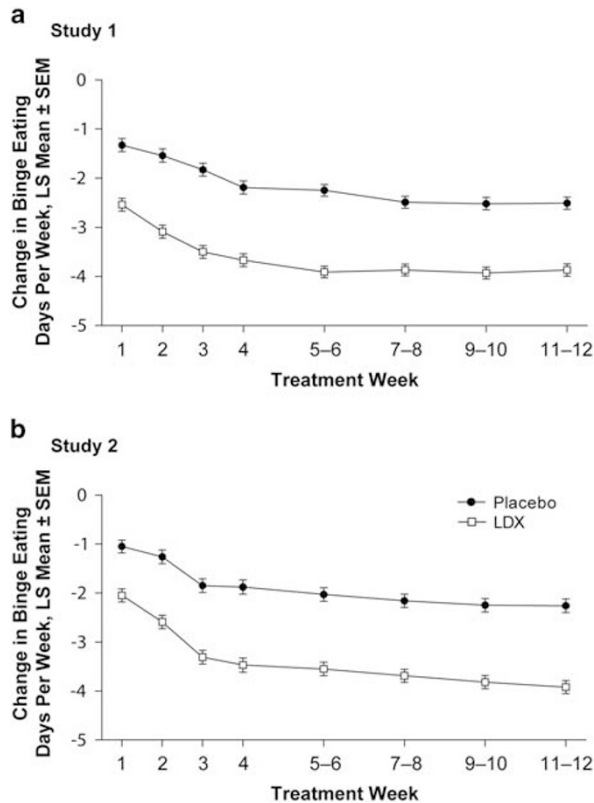 a
Study 1
Change in Binge Eating
Days Per Week, LS Mean ± SEM
0
-1
-2
-3
-4
-5
1 2 3 4 5–6 7–8 9–10 11–12
Treatment Week
b
Study 2
Change in Binge Eating
Days Per Week, LS Mean ± SEM
0
-1
-2
-3
-4
-5
Placebo
LDX
1 2 3 4 5–6 7–8 9–10 11–12
Treatment Week